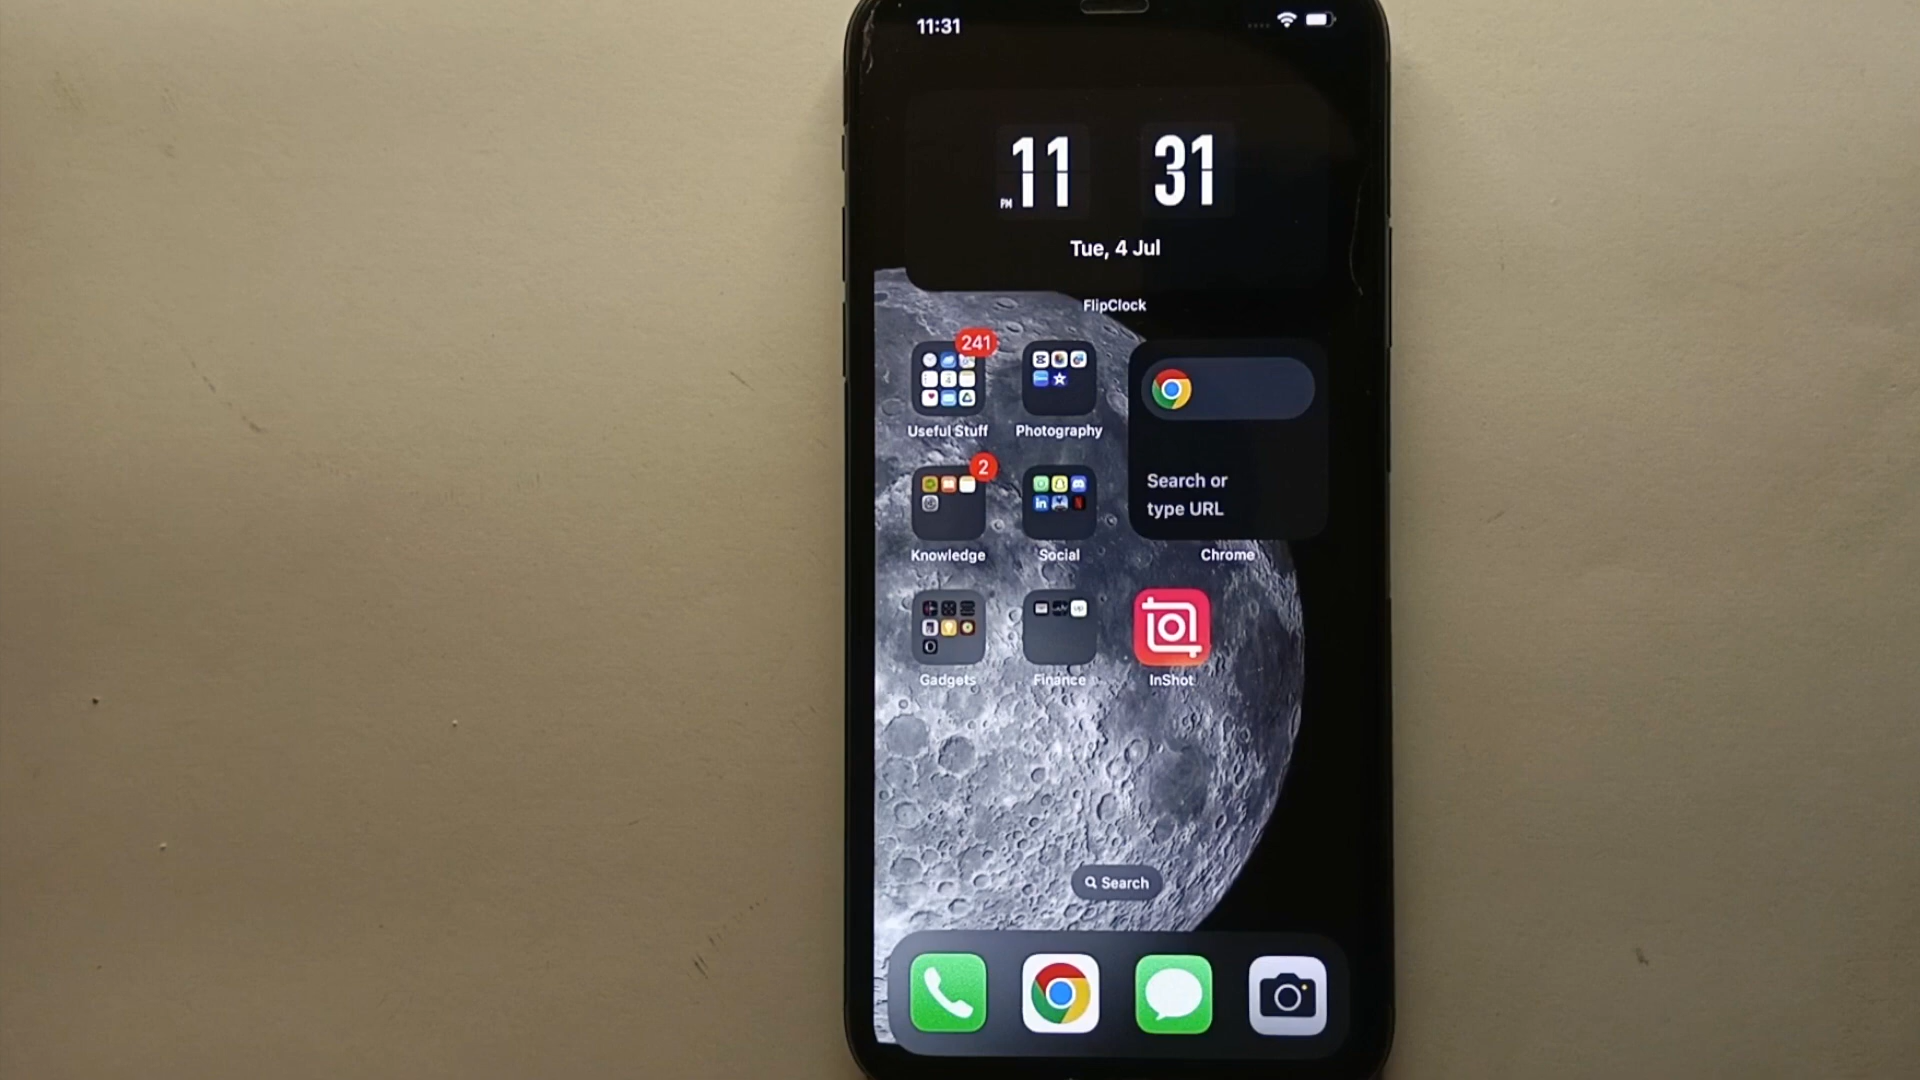 11:31
PM 11 31
Tue, 4 Jul
FlipClock
241
Useful Stuff
Photography
Search or
type URL
2
Knowledge
Social
Chrome
Gadgets
Finance
InShot
Search